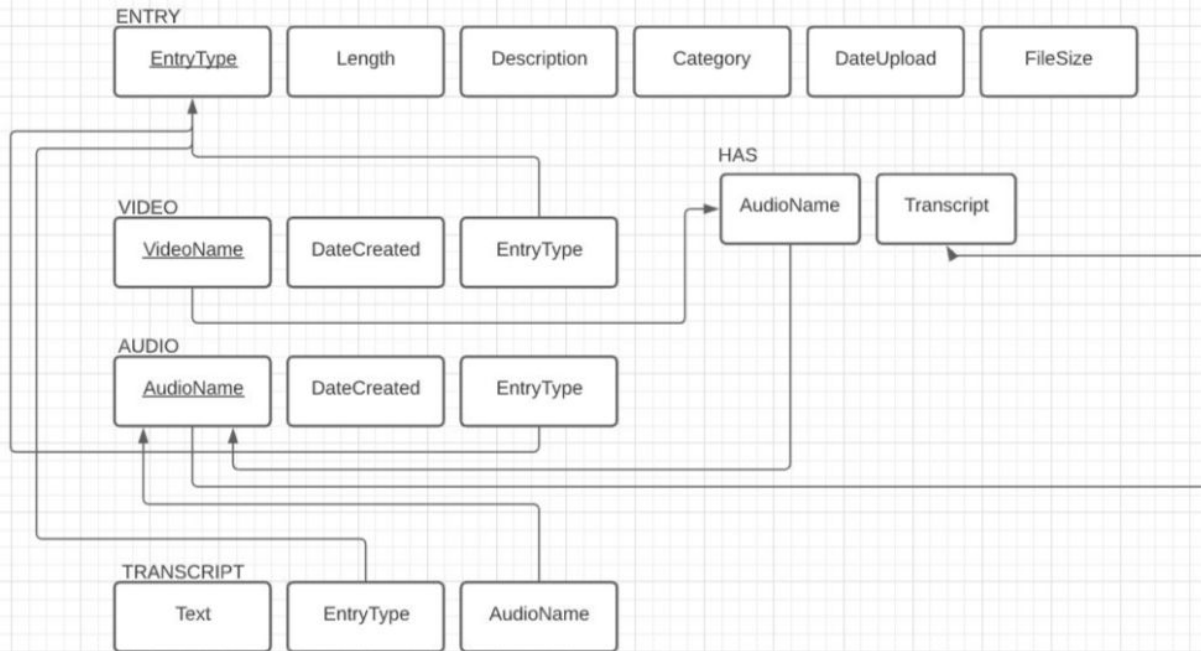 ENTRY
EntryType Length Description Category DateUpload FileSize
HAS
AudioName Transcript
VIDEO
VideoName DateCreated EntryType
AUDIO
AudioName DateCreated EntryType
TRANSCRIPT
Text EntryType AudioName